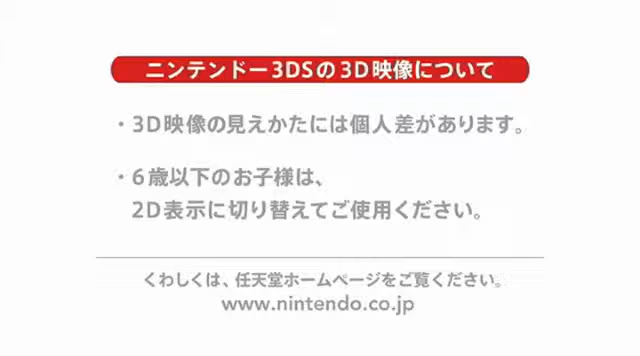 ニンテンドー3DSの3D映像について
・3D映像の見えかたには個人差があります。
・6歳以下のお子様は、
2D表示に切り替えてご使用ください。
くわしくは、任天堂ホームページをご覧ください。
www.nintendo.co.jp